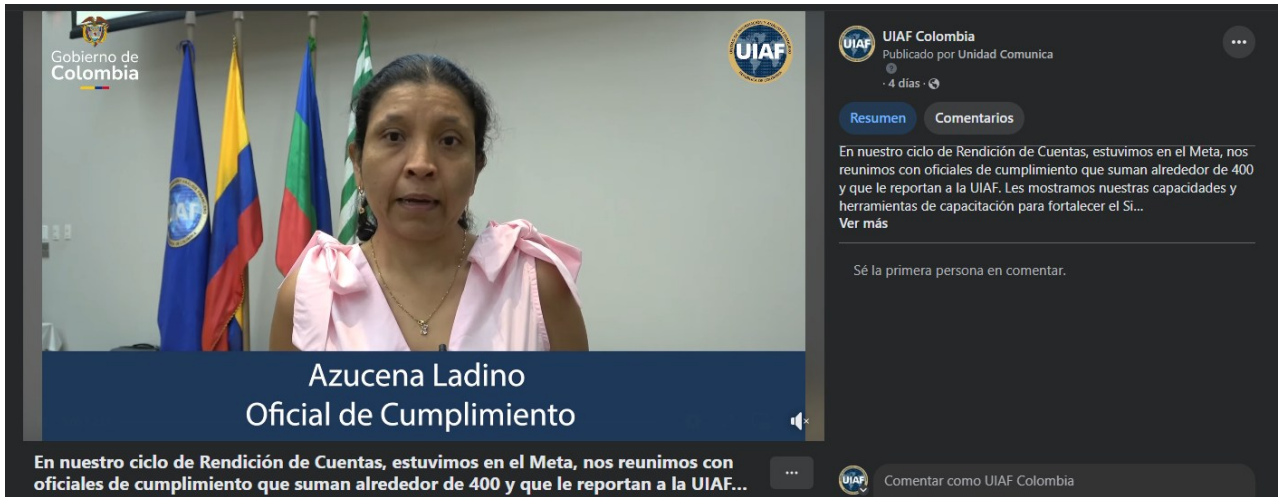 Gobierno de
Colombia
UIAF
UIAF
Azucena Ladino
Oficial de Cumplimiento
En nuestro ciclo de Rendición de Cuentas, estuvimos en el Meta, nos reunimos con
oficiales de cumplimiento que suman alrededor de 400 y que le reportan a la UIAF...
UIAF
UIAF Colombia
Publicado por Unidad Comunica
· 4 días ·
Resumen
Comentarios
En nuestro ciclo de Rendición de Cuentas, estuvimos en el Meta, nos
reunimos con oficiales de cumplimiento que suman alrededor de 400
y que le reportan a la UIAF. Les mostramos nuestras capacidades y
herramientas de capacitación para fortalecer el Si...
Ver más
Sé la primera persona en comentar.
UIAF
Comentar como UIAF Colombia